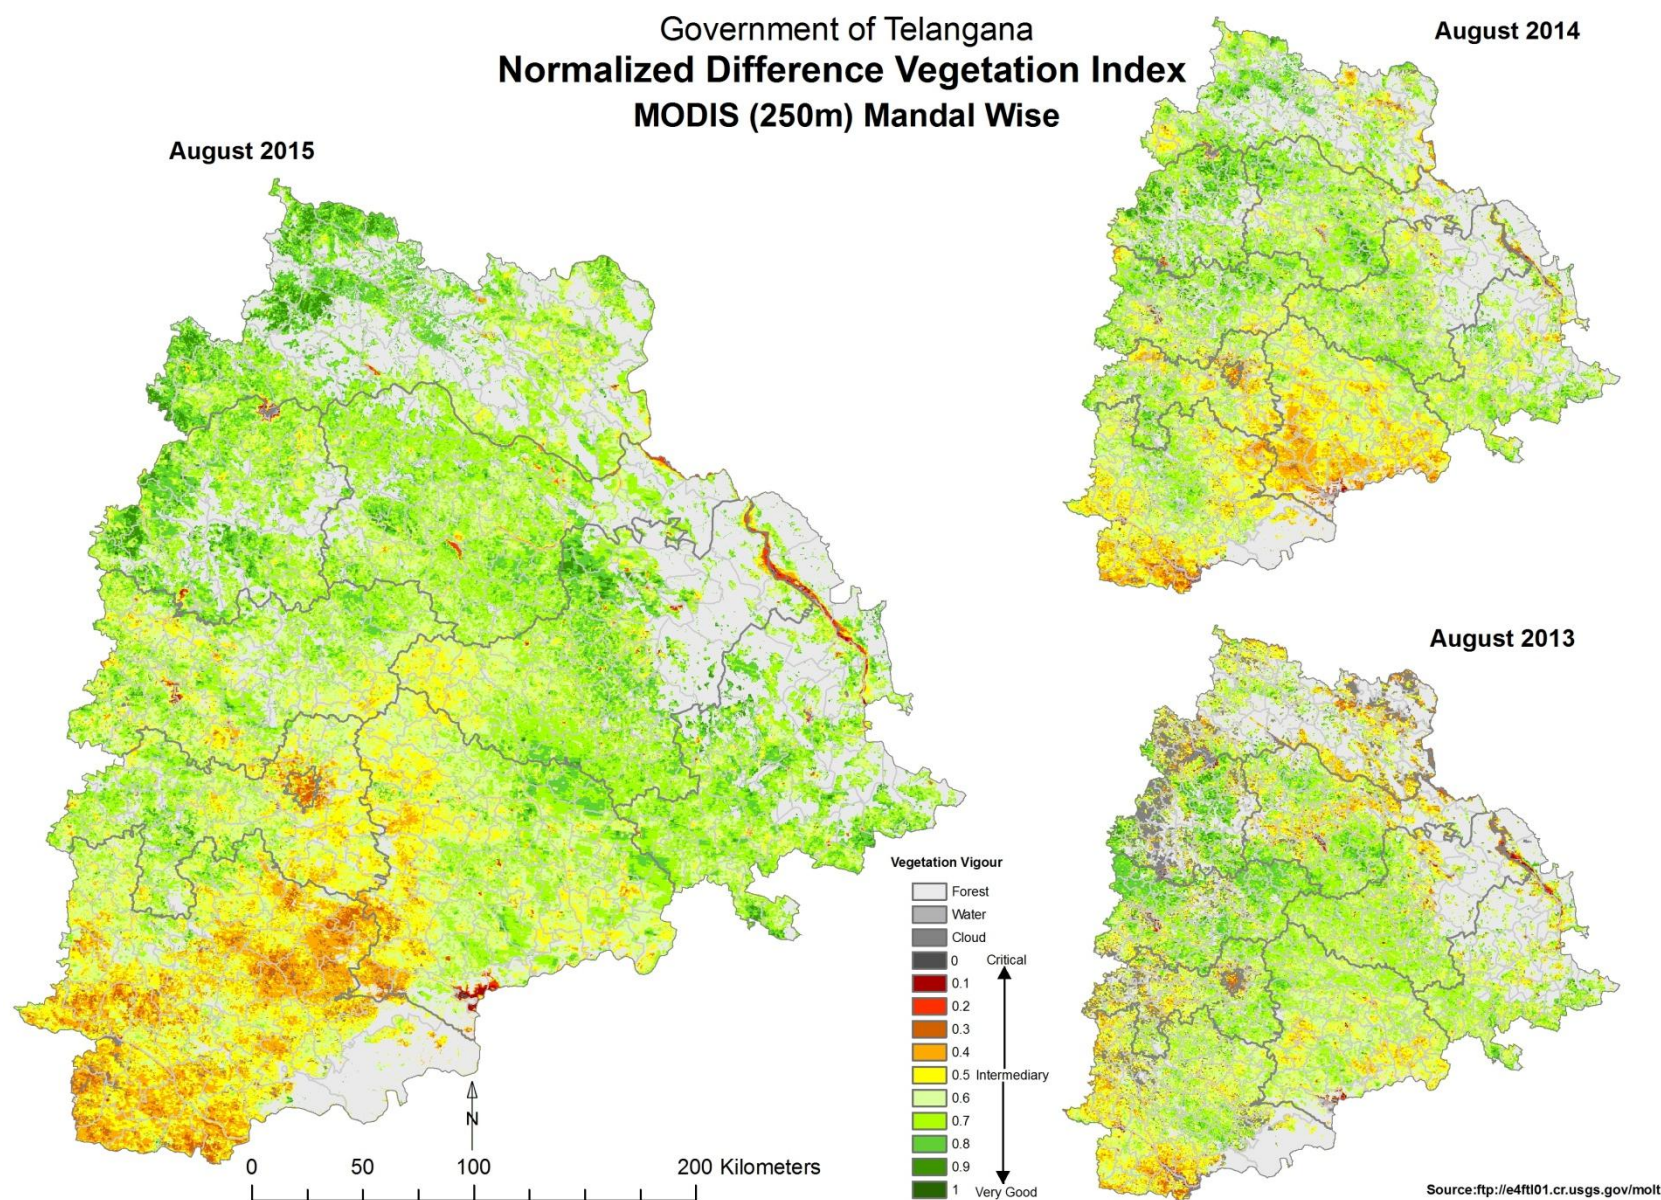 Government of Telangana
Normalized Difference Vegetation Index
MODIS (250m) Mandal Wise
August 2015
August 2014
August 2013
Vegetation Vigour
Forest
Water
Cloud
0 Critical
0.1
0.2
0.3
0.4
0.5 Intermediary
0.6
0.7
0.8
0.9
1 Very Good
N
0 50 100 200 Kilometers
Source:ftp://e4ftl01.cr.usgs.gov/molt